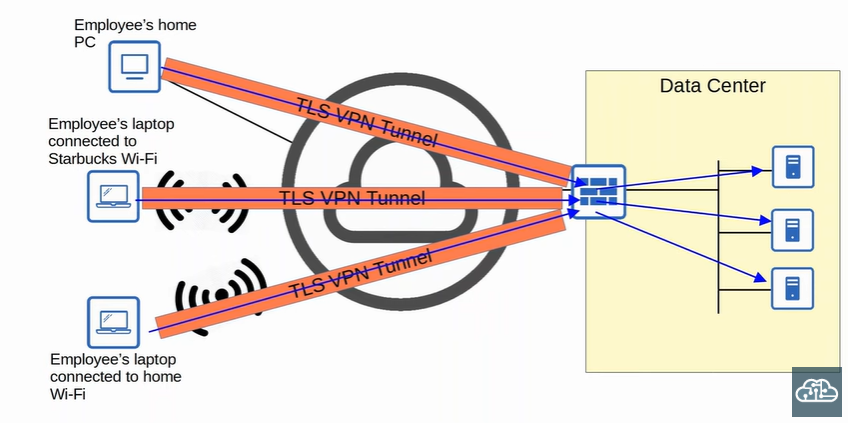 Employee's home
PC
TLS VPN Tunnel
Data Center
Employee's laptop
connected to
Starbucks Wi-Fi
TLS VPN Tunnel
TLS VPN Tunnel
Employee's laptop
connected to home
Wi-Fi